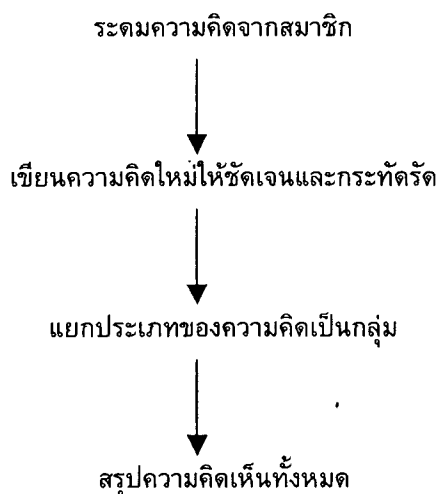 ระดมความคิดจากสมาชิก
เขียนความคิดใหม่ให้ชัดเจนและกระทัดรัด
แยกประเภทของความคิดเป็นกลุ่ม
สรุปความคิดเห็นทั้งหมด